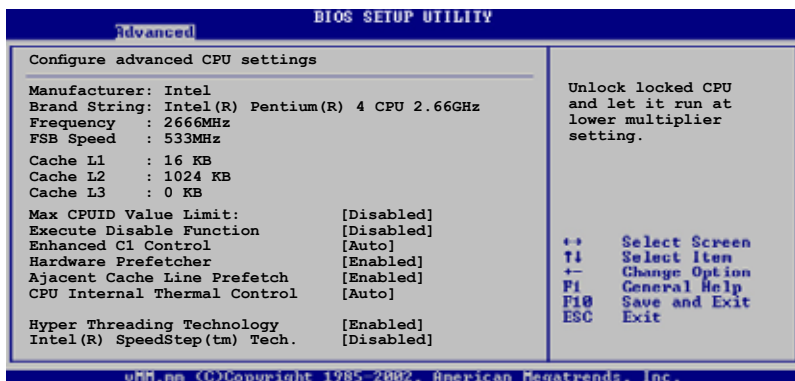 BIOS SETUP UTILITY
Advanced
Configure advanced CPU settings
Manufacturer: Intel
Brand String: Intel(R) Pentium(R) 4 CPU 2.66GHz
Frequency : 2666MHz
FSB Speed : 533MHz
Cache L1 : 16 KB
Cache L2 : 1024 KB
Cache L3 : 0 KB
Max CPUID Value Limit: [Disabled]
Execute Disable Function [Disabled]
Enhanced C1 Control [Auto]
Hardware Prefetcher [Enabled]
Ajacent Cache Line Prefetch [Enabled]
CPU Internal Thermal Control [Auto]
Hyper Threading Technology [Enabled]
Intel(R) SpeedStep(tm) Tech. [Disabled]
Unlock locked CPU
and let it run at
lower multiplier
setting.
↔ Select Screen
↑↓ Select Item
+- Change Option
F1 General Help
F10 Save and Exit
ESC Exit
vMM.nn (C)Copyright 1985-2002, American Megatrends, Inc.